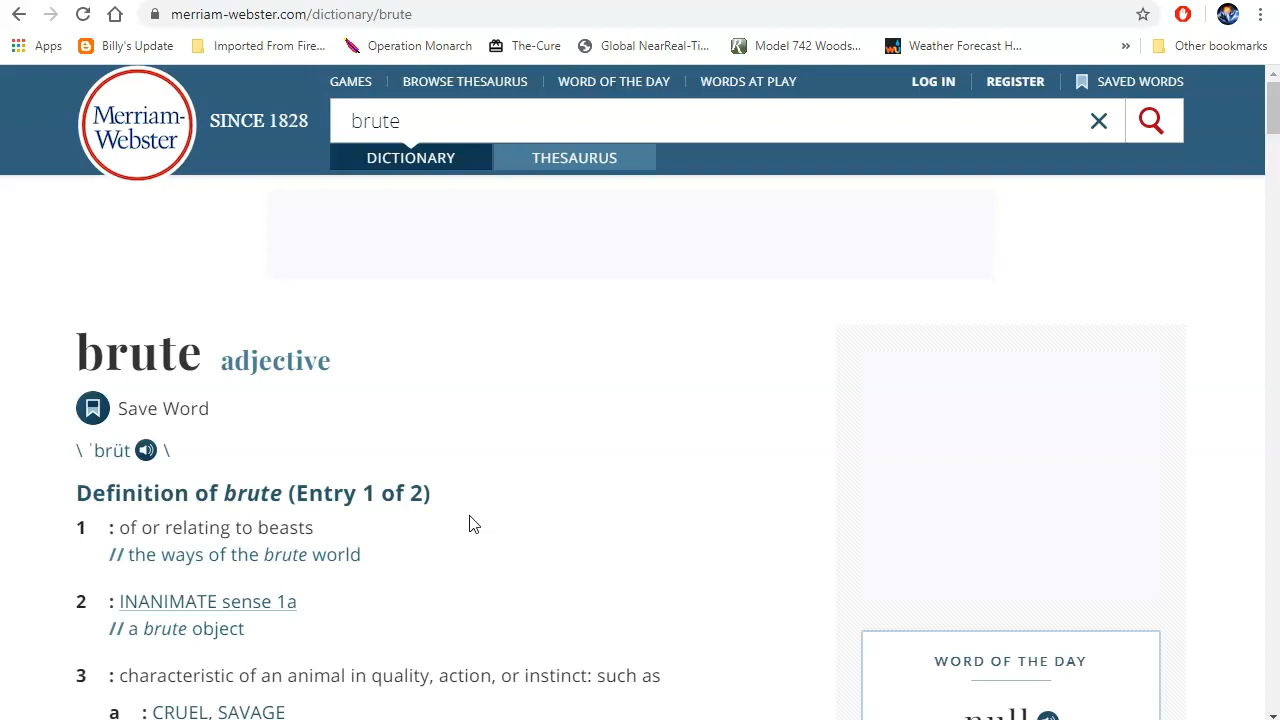 merriam-webster.com/dictionary/brute
Apps Billy's Update Imported From Fire... Operation Monarch The-Cure Global NearReal-Ti... Model 742 Woods... Weather Forecast H... » Other bookmarks
GAMES BROWSE THESAURUS WORD OF THE DAY WORDS AT PLAY LOG IN REGISTER SAVED WORDS
Merriam-
Webster
SINCE 1828
brute
DICTIONARY THESAURUS
brute adjective
Save Word
\ ˈbrüt \
Definition of brute (Entry 1 of 2)
1 : of or relating to beasts
// the ways of the brute world
2 : INANIMATE sense 1a
// a brute object
3 : characteristic of an animal in quality, action, or instinct: such as
a : CRUEL, SAVAGE
WORD OF THE DAY
null